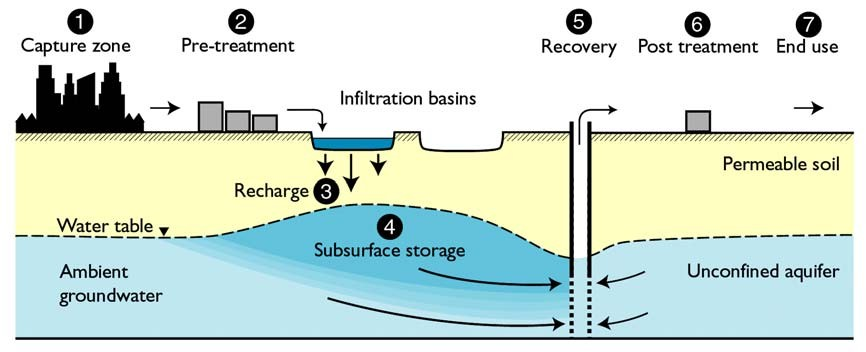 1
Capture zone
2
Pre-treatment
5
Recovery
6
Post treatment
7
End use
Infiltration basins
Permeable soil
Recharge 3
Water table
4
Subsurface storage
Ambient
groundwater
Unconfined aquifer